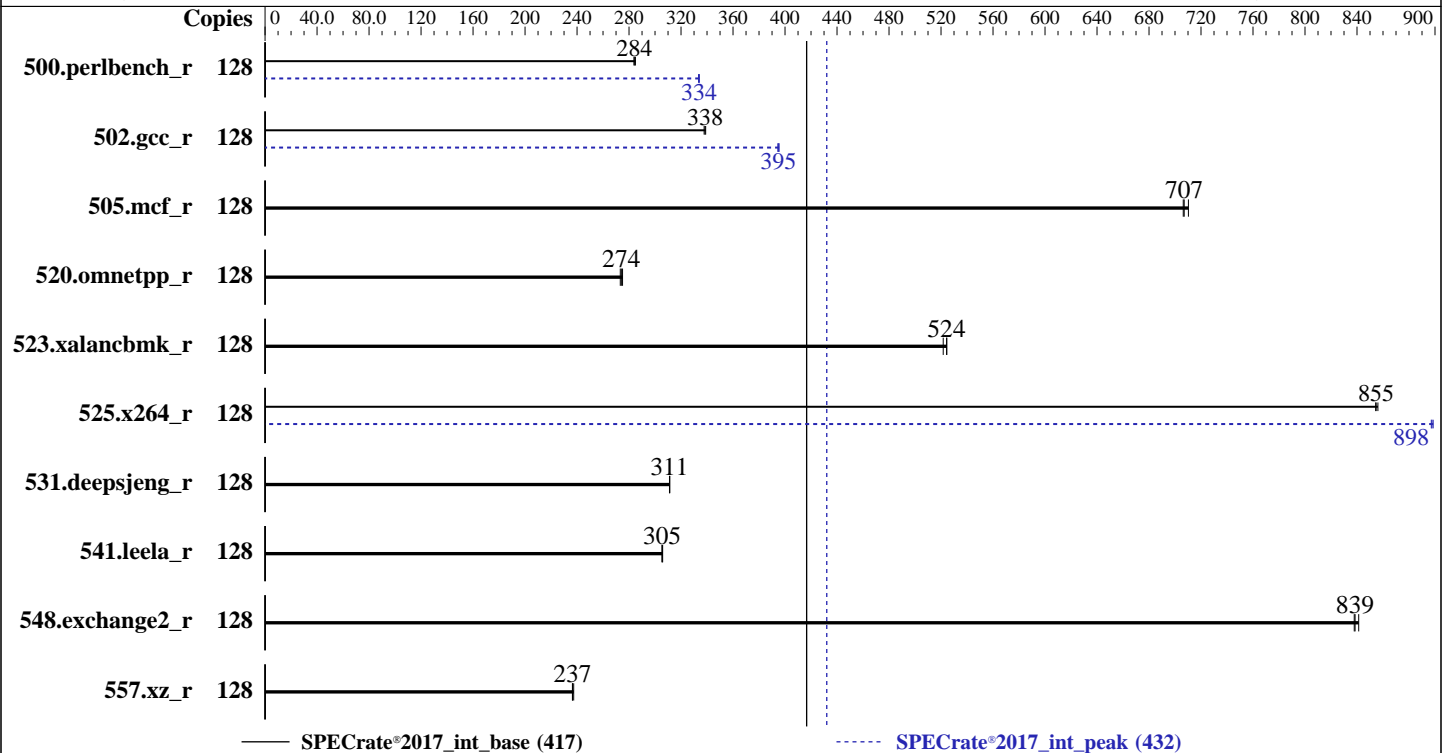 Copies 0 40.0 80.0 120 160 200 240 280 320 360 400 440 480 520 560 600 640 680 720 760 800 840 900
284
500.perlbench_r 128
334
338
502.gcc_r 128
395
707
505.mcf_r 128
274
520.omnetpp_r 128
524
523.xalancbmk_r 128
855
525.x264_r 128
898
311
531.deepsjeng_r 128
305
541.leela_r 128
839
548.exchange2_r 128
237
557.xz_r 128
SPECrate®2017_int_base (417) SPECrate®2017_int_peak (432)